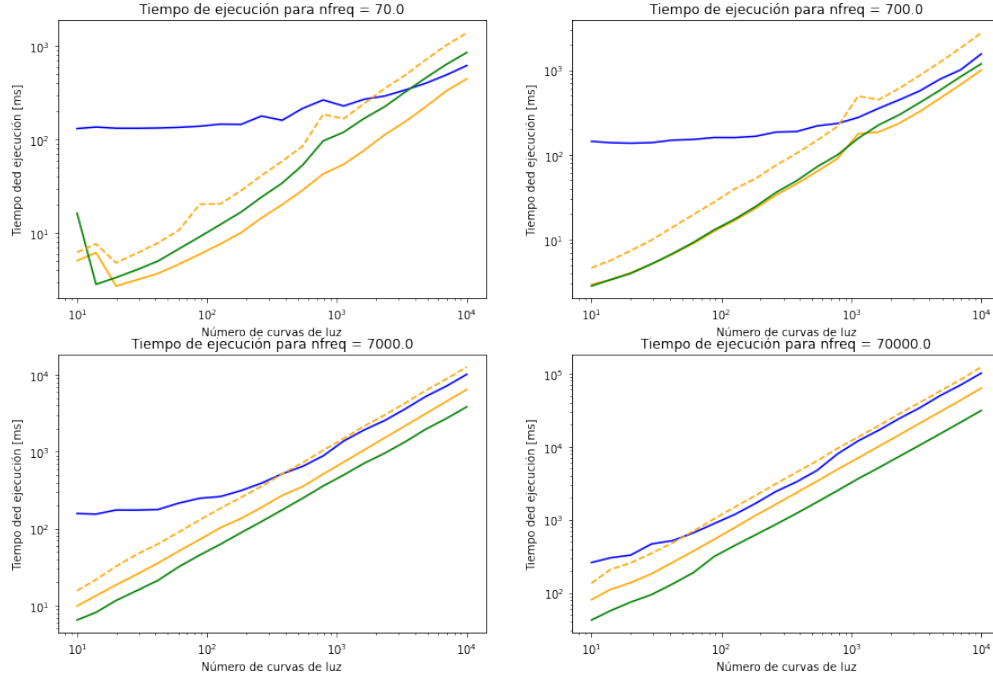 Tiempo de ejecución para nfreq = 70.0
Tiempo ded ejecución [ms]
10³
10²
10¹
10¹ 10² 10³ 10⁴
Número de curvas de luz
Tiempo de ejecución para nfreq = 700.0
Tiempo ded ejecución [ms]
10³
10²
10¹
10¹ 10² 10³ 10⁴
Número de curvas de luz
Tiempo de ejecución para nfreq = 7000.0
Tiempo ded ejecución [ms]
10⁴
10³
10²
10¹
10¹ 10² 10³ 10⁴
Número de curvas de luz
Tiempo de ejecución para nfreq = 70000.0
Tiempo ded ejecución [ms]
10⁵
10⁴
10³
10²
10¹ 10² 10³ 10⁴
Número de curvas de luz